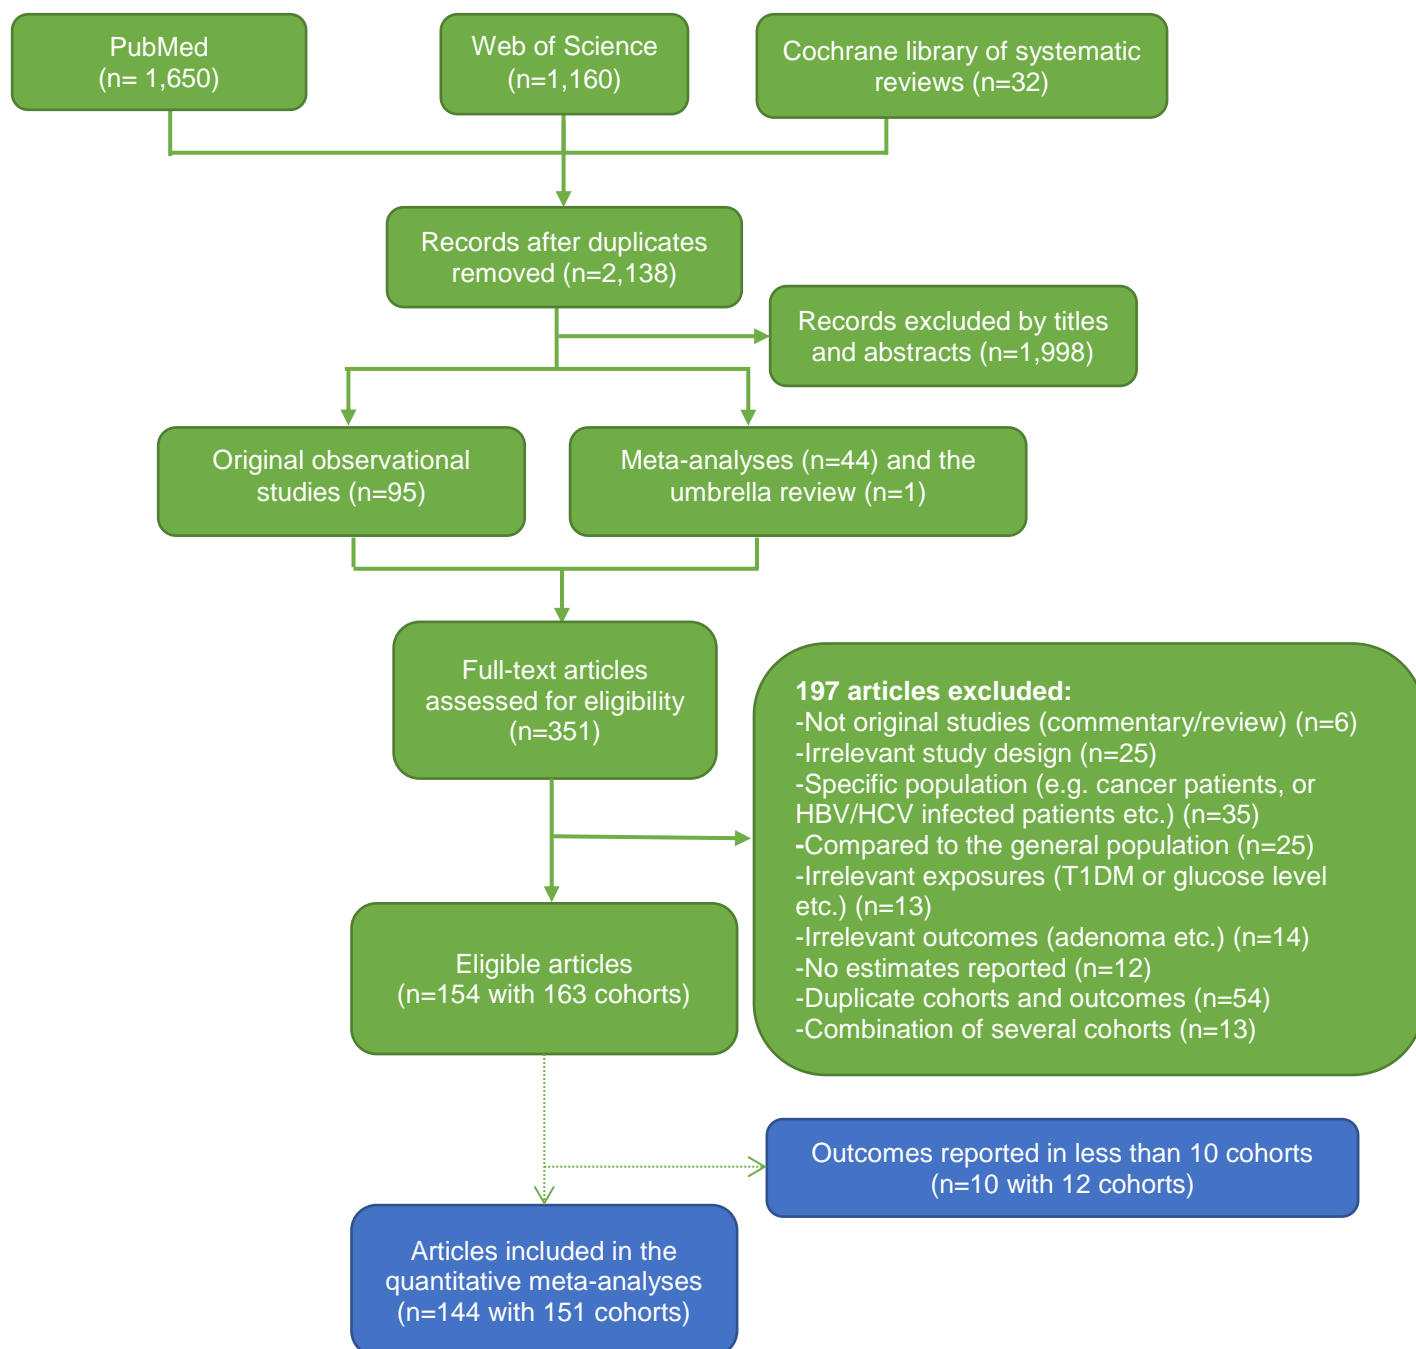 PubMed
(n= 1,650)
Web of Science
(n=1,160)
Cochrane library of systematic
reviews (n=32)
Records after duplicates
removed (n=2,138)
Records excluded by titles
and abstracts (n=1,998)
Original observational
studies (n=95)
Meta-analyses (n=44) and the
umbrella review (n=1)
Full-text articles
assessed for eligibility
(n=351)
197 articles excluded:
-Not original studies (commentary/review) (n=6)
-Irrelevant study design (n=25)
-Specific population (e.g. cancer patients, or
HBV/HCV infected patients etc.) (n=35)
-Compared to the general population (n=25)
-Irrelevant exposures (T1DM or glucose level
etc.) (n=13)
-Irrelevant outcomes (adenoma etc.) (n=14)
-No estimates reported (n=12)
-Duplicate cohorts and outcomes (n=54)
-Combination of several cohorts (n=13)
Eligible articles
(n=154 with 163 cohorts)
Outcomes reported in less than 10 cohorts
(n=10 with 12 cohorts)
Articles included in the
quantitative meta-analyses
(n=144 with 151 cohorts)